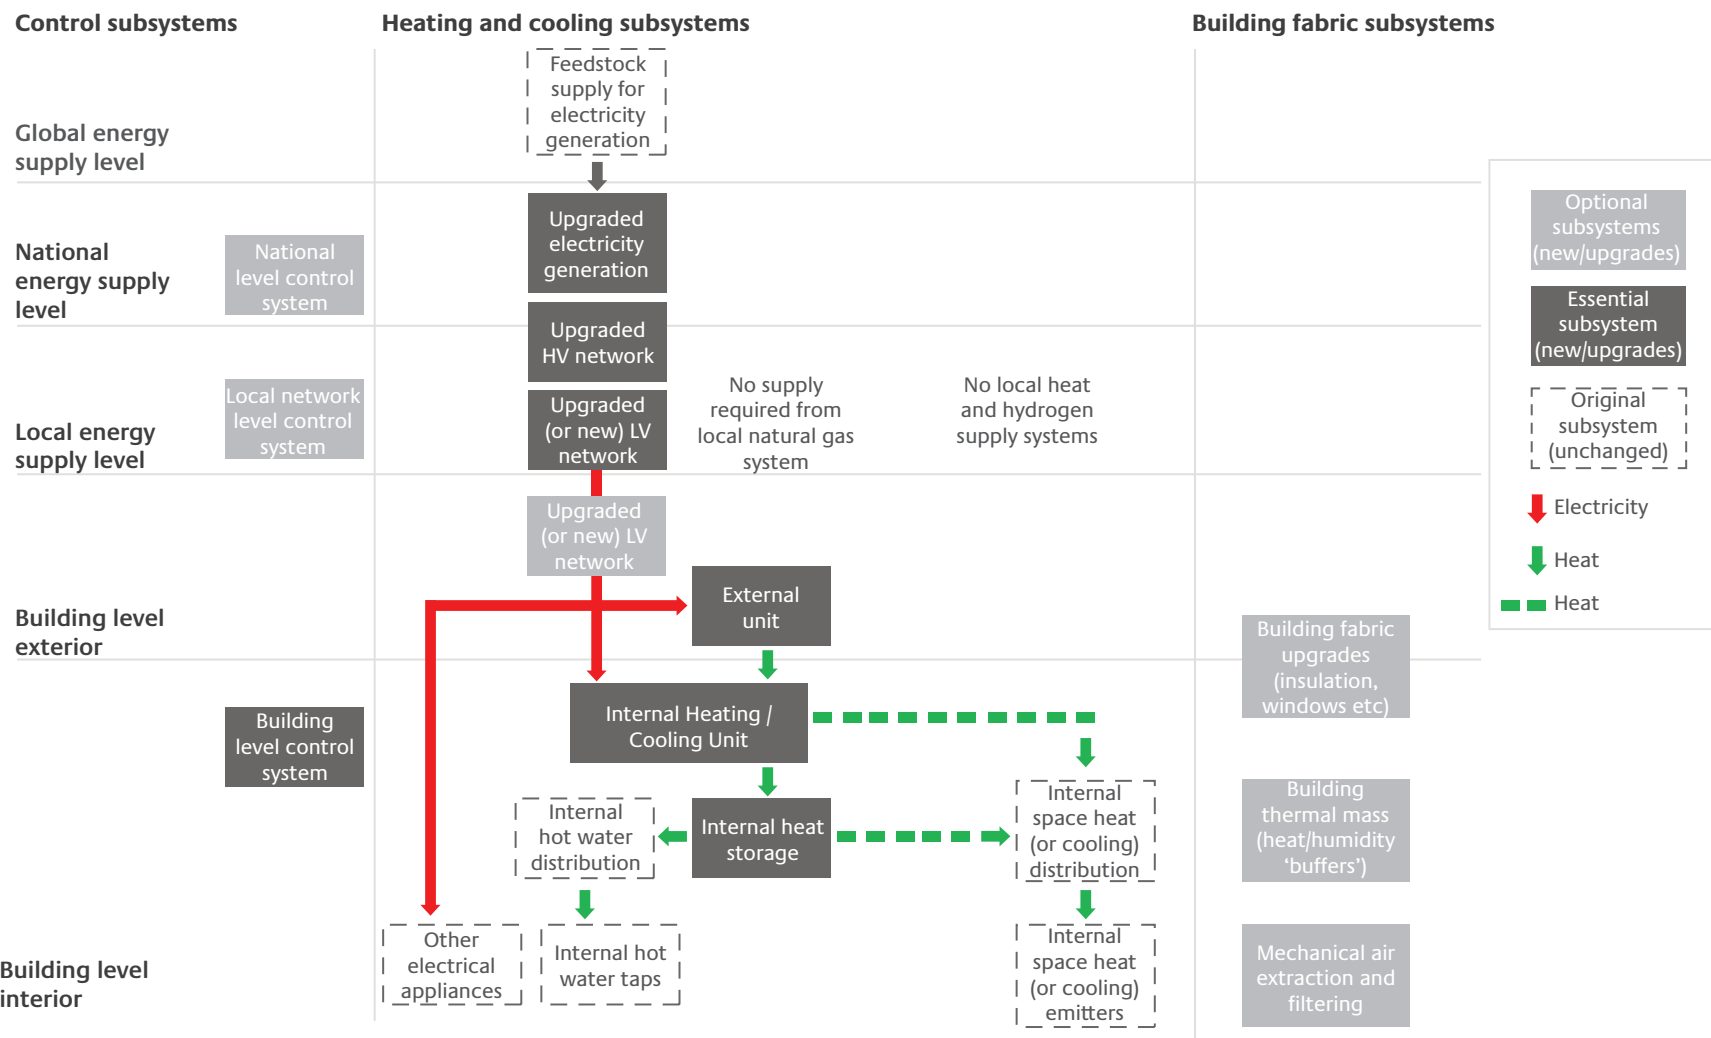 Control subsystems
Heating and cooling subsystems
Building fabric subsystems
Global energy
supply level
Feedstock
supply for
electricity
generation
National
energy supply
level
National
level control
system
Upgraded
electricity
generation
Upgraded
HV network
Local energy
supply level
Local network
level control
system
Upgraded
(or new) LV
network
No supply
required from
local natural gas
system
No local heat
and hydrogen
supply systems
Upgraded
(or new) LV
network
Building level
exterior
External
unit
Building fabric
upgrades
(insulation,
windows etc)
Building
level control
system
Internal Heating /
Cooling Unit
Internal
hot water
distribution
Internal heat
storage
Internal
space heat
(or cooling)
distribution
Building
thermal mass
(heat/humidity
‘buffers’)
Building level
interior
Other
electrical
appliances
Internal hot
water taps
Internal
space heat
(or cooling)
emitters
Mechanical air
extraction and
filtering
Optional
subsystems
(new/upgrades)
Essential
subsystem
(new/upgrades)
Original
subsystem
(unchanged)
Electricity
Heat
Heat